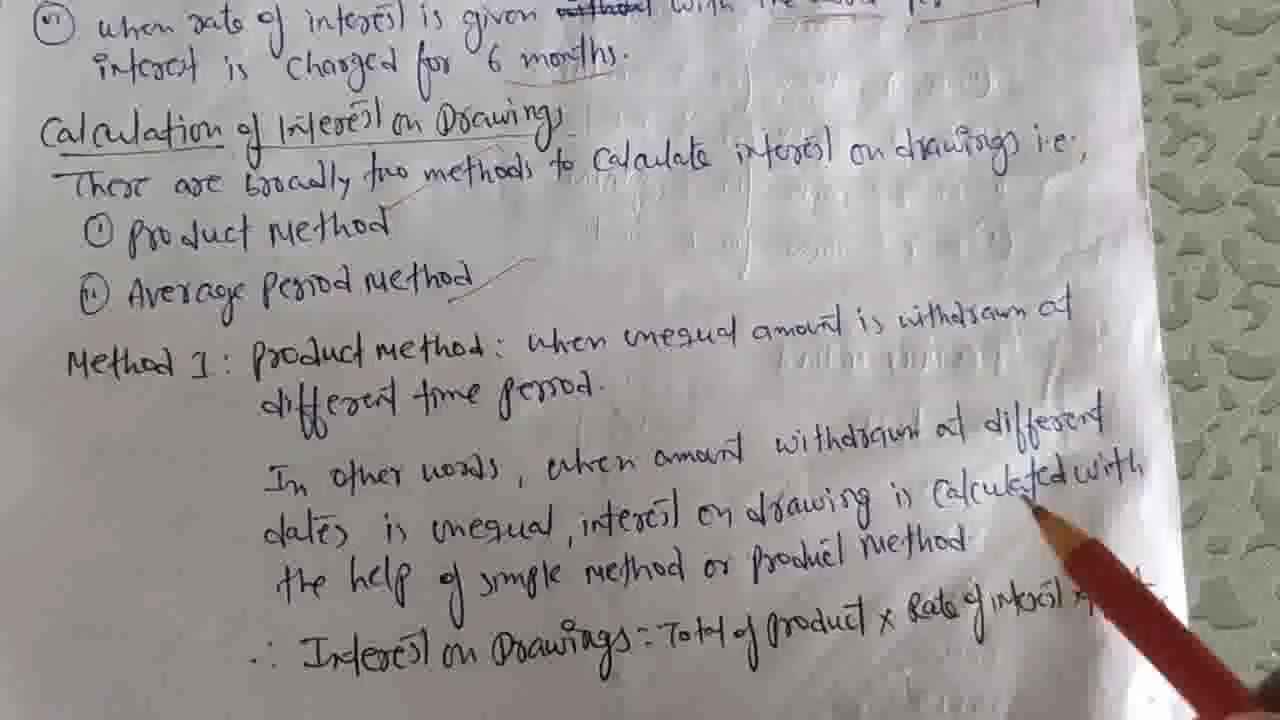 when rate of interest is given with
interest is charged for 6 months.
Calculation of Interest on Drawings
There are broadly two methods to calculate interest on drawings i.e.,
(i) Product Method
(ii) Average Period Method
Method 1: Product method: when unequal amount is withdrawn at
different time period.
In other words, when amount withdrawn at different
dates is unequal, interest on drawing is calculated with
the help of simple method or product method
∴ Interest on Drawings = Total of product x Rate of interest x